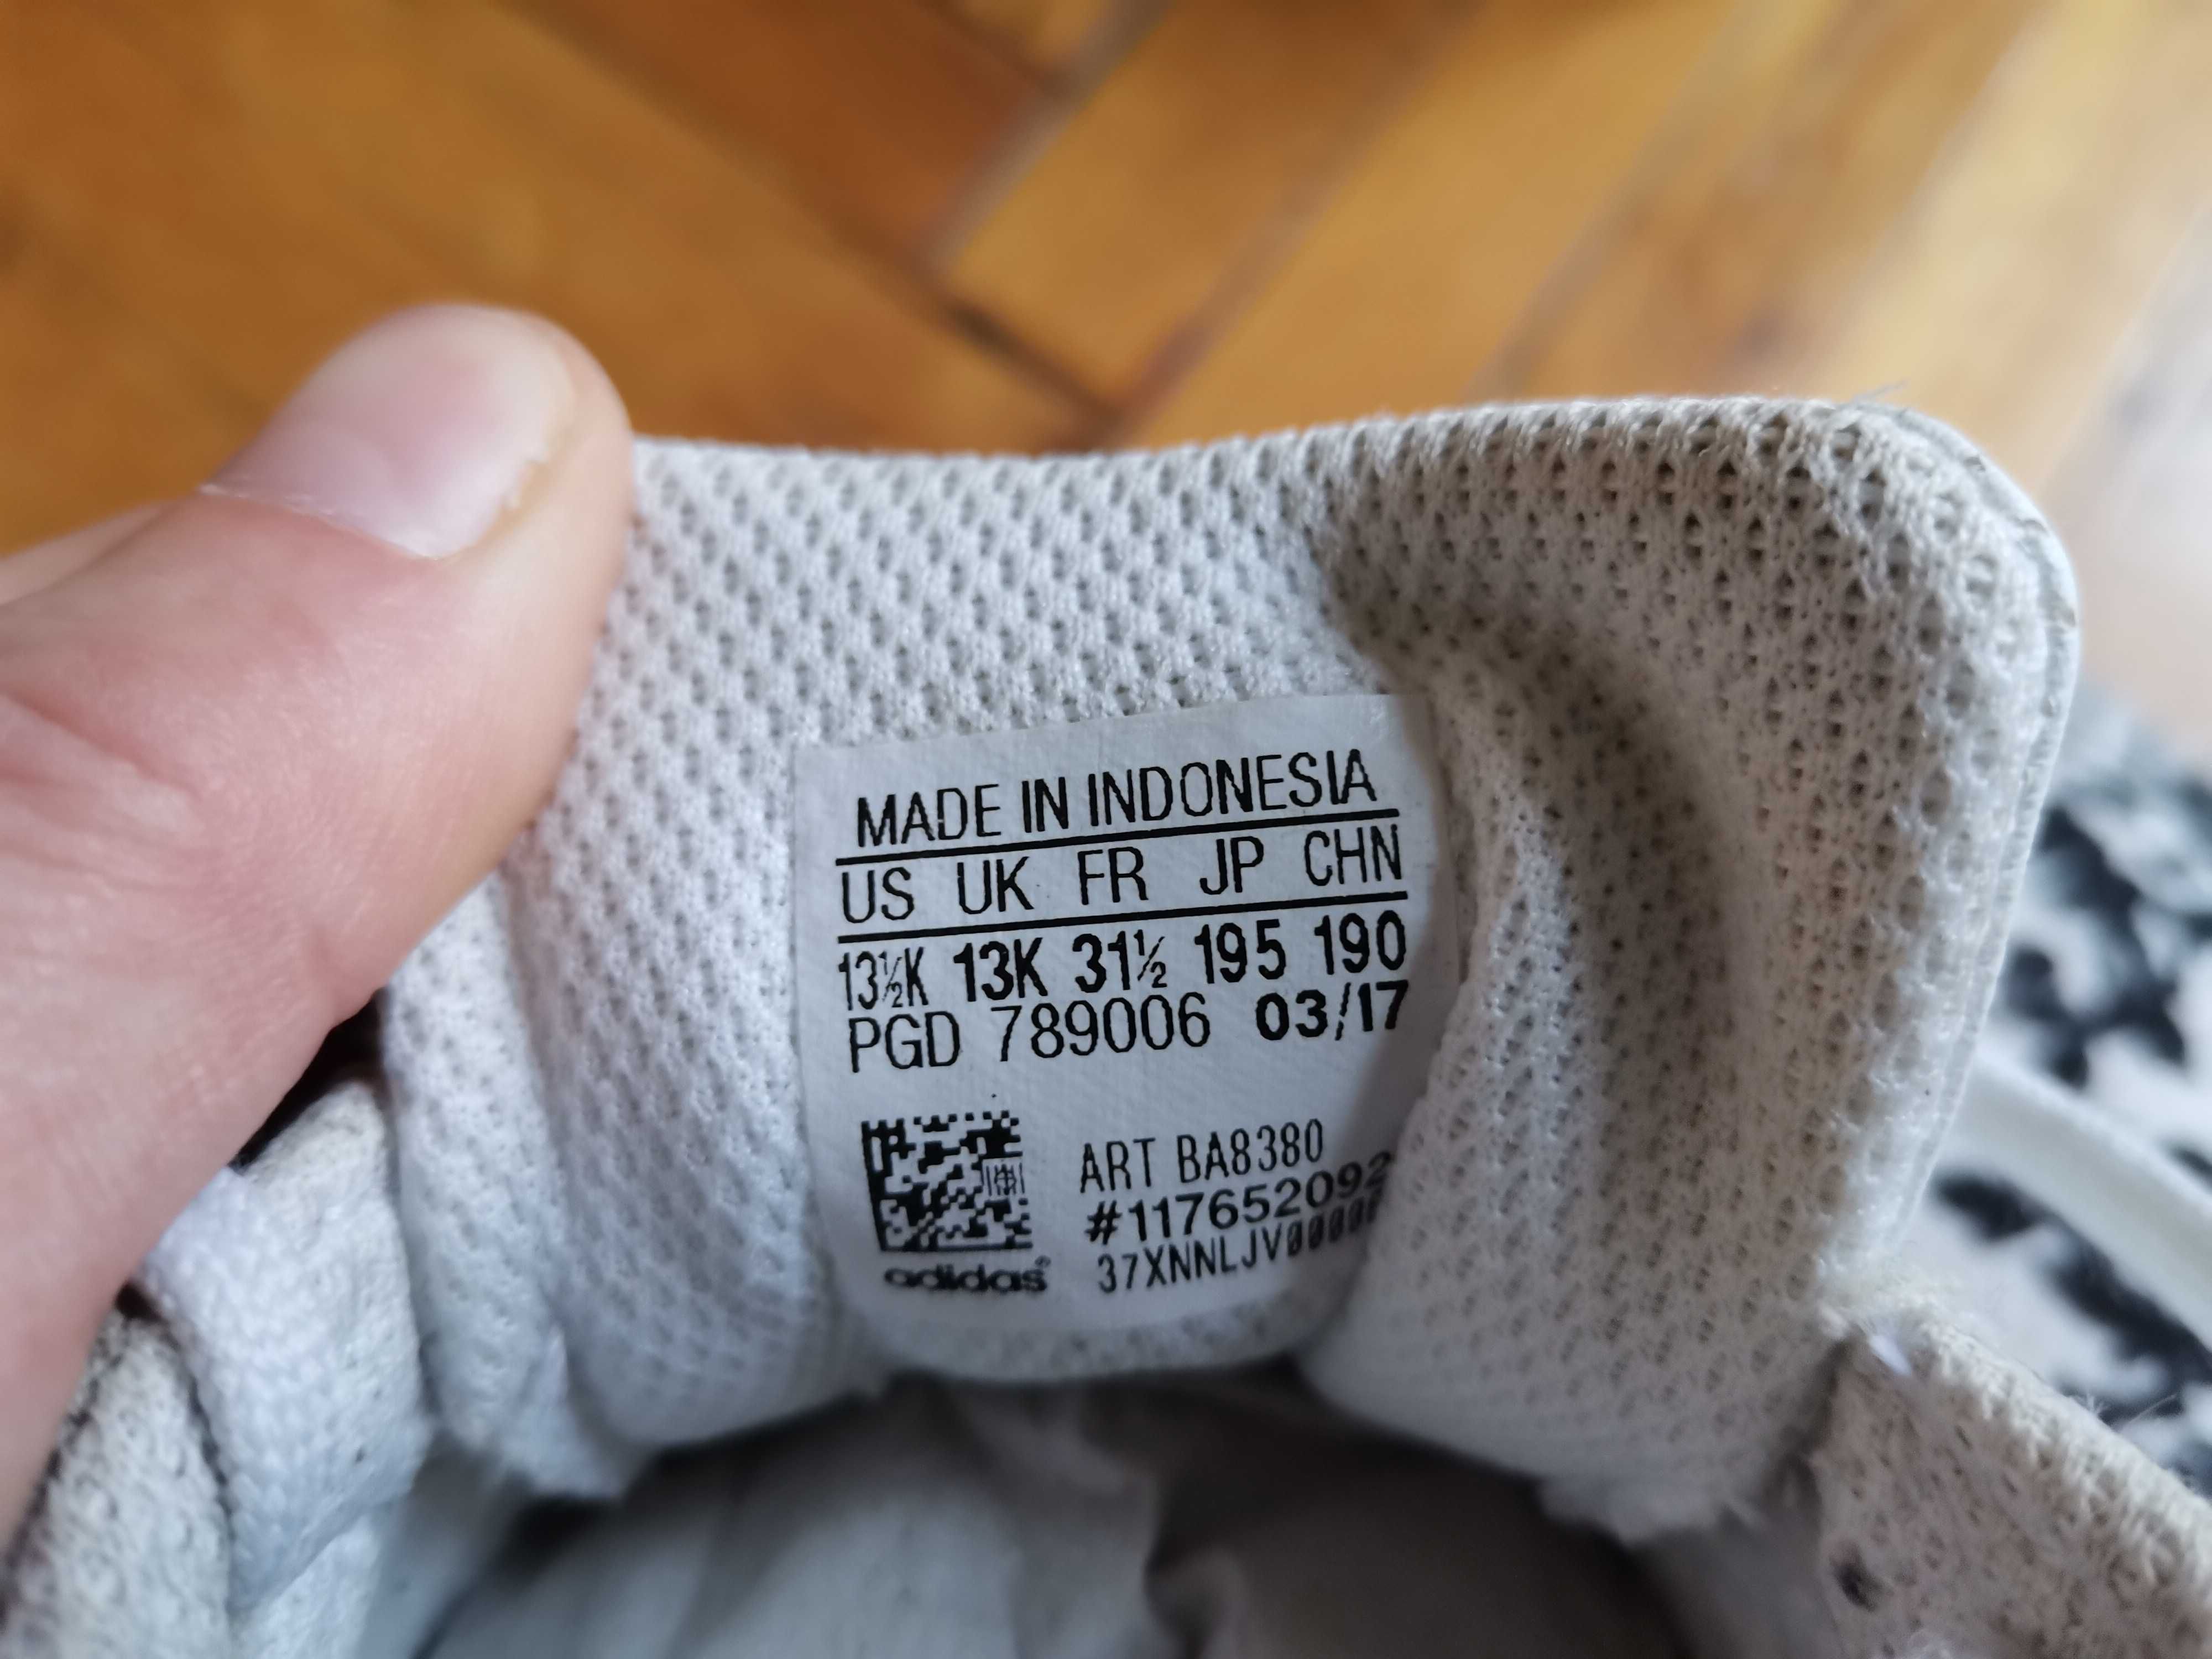 MADE IN INDONESIA
US UK FR JP CHN
13½K 13K 31½ 195 190
PGD 789006 03/17
ART BA8380
#117652092
adidas®